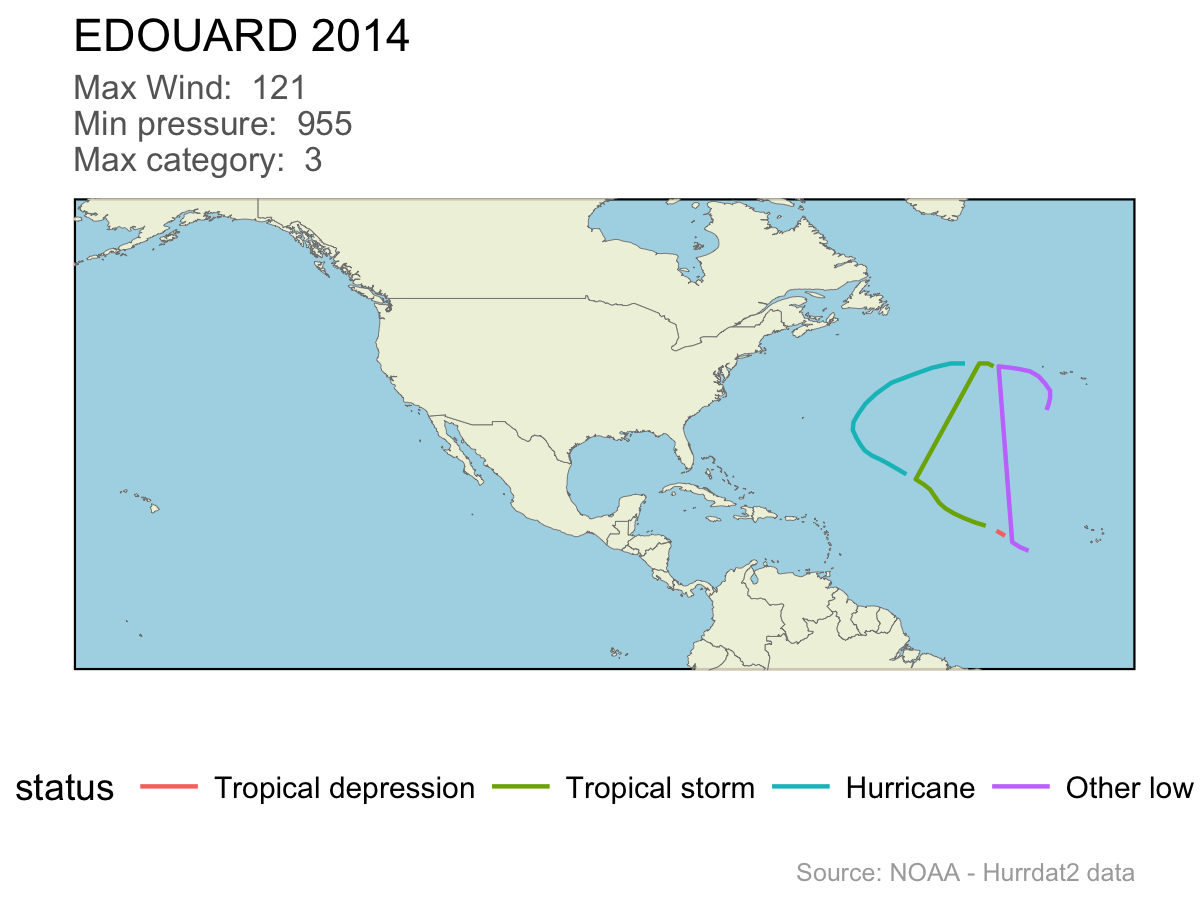 EDOUARD 2014
Max Wind:  121
Min pressure:  955
Max category:  3
status Tropical depression Tropical storm Hurricane Other low
Source: NOAA - Hurrdat2 data